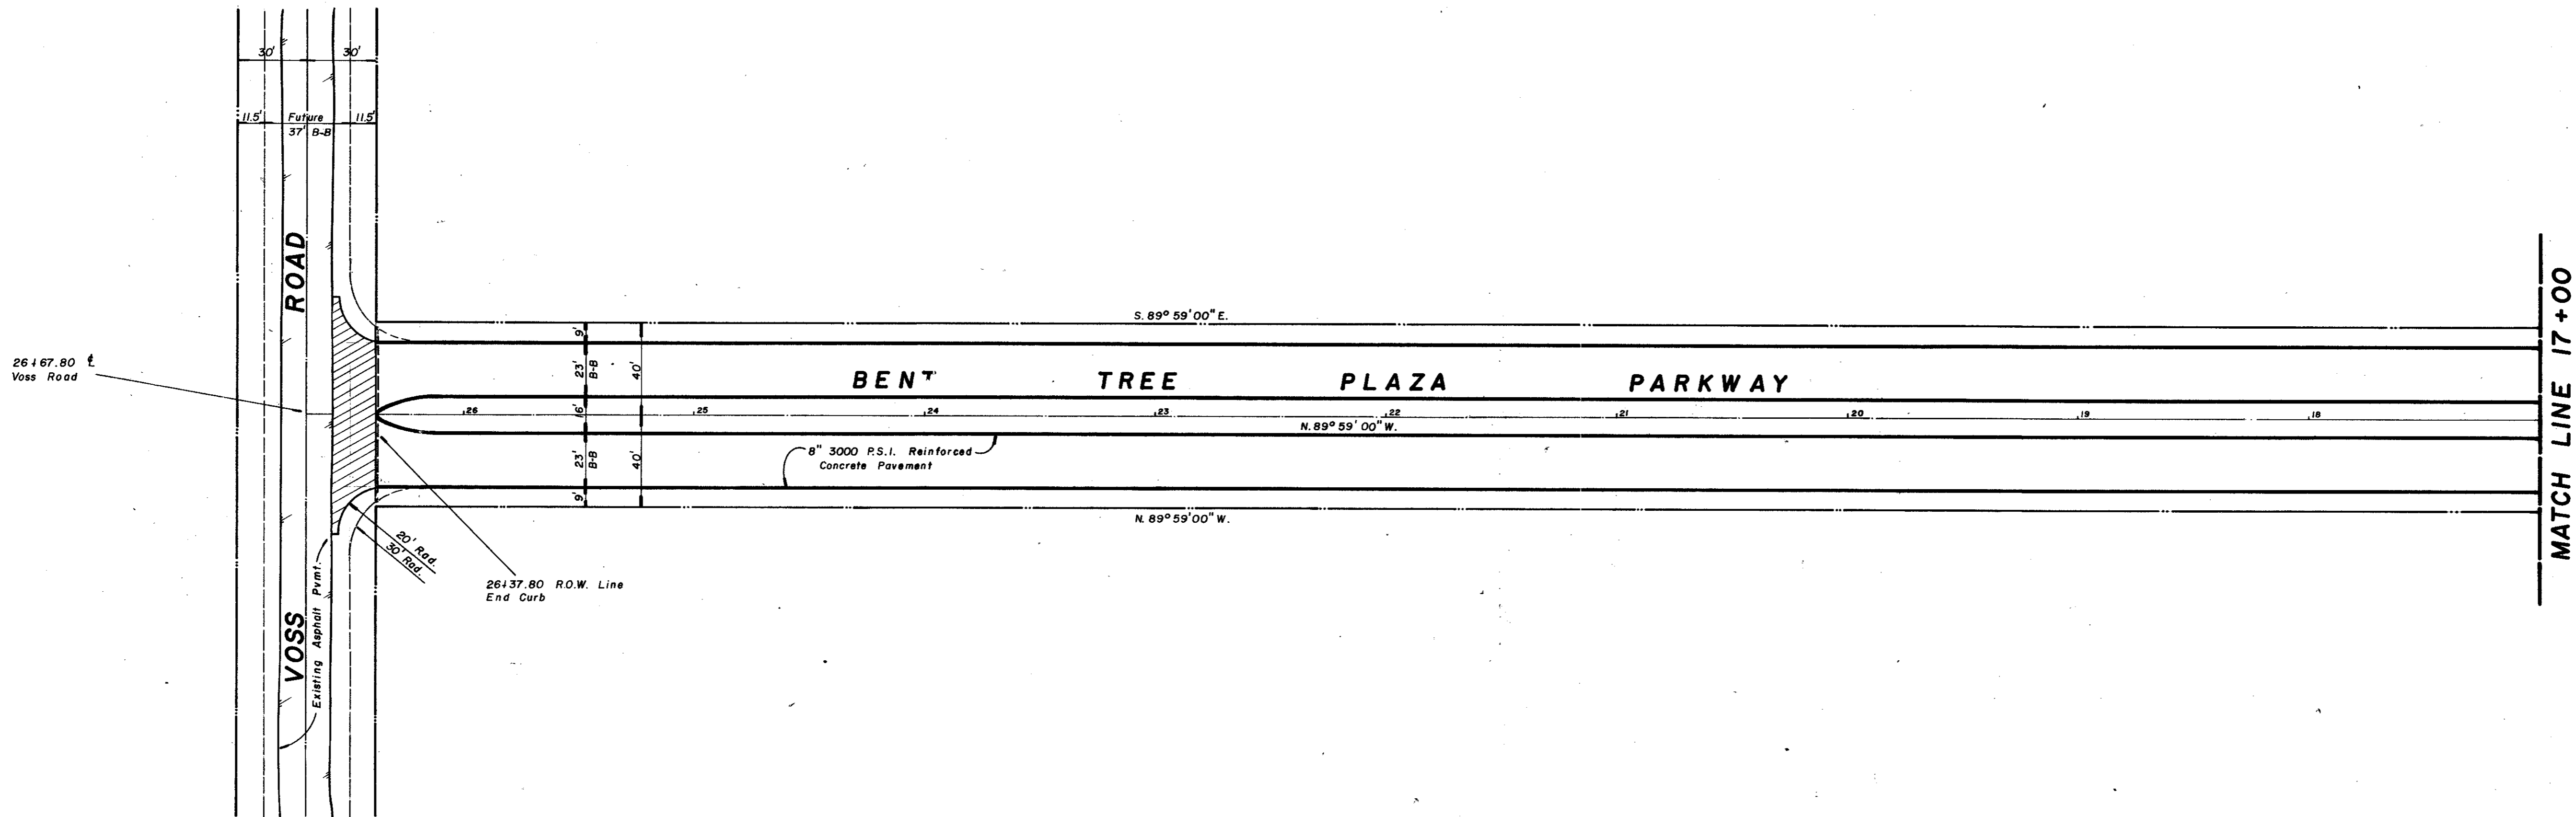 30' 30'
11.5' Future 11.5'
37' B-B
VOSS ROAD
26+67.80 ℄
Voss Road
S. 89° 59' 00" E.
9'
23' B-B 40'
16'
23' B-B 40'
9'
BENT TREE PLAZA PARKWAY
26 25 24 23 22 21 20 19 18
N. 89° 59' 00" W.
8" 3000 P.S.I. Reinforced
Concrete Pavement
N. 89° 59' 00" W.
20' Rad.
30' Rad.
26+37.80 R.O.W. Line
End Curb
Existing Asphalt Pvmt.
MATCH LINE 17+00